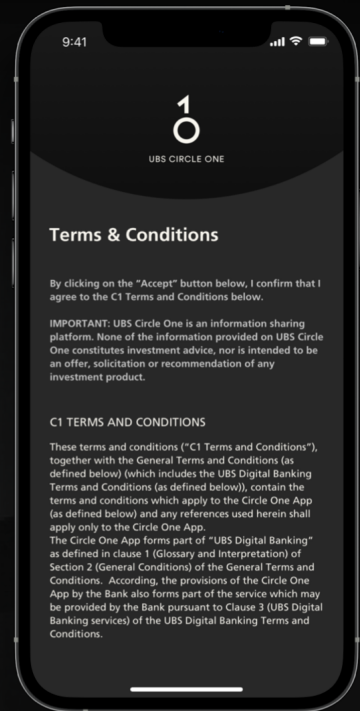 9:41
10
UBS CIRCLE ONE
Terms & Conditions
By clicking on the "Accept" button below, I confirm that I
agree to the C1 Terms and Conditions below.
IMPORTANT: UBS Circle One is an information sharing
platform. None of the information provided on UBS Circle
One constitutes investment advice, nor is intended to be
an offer, solicitation or recommendation of any
investment product.
C1 TERMS AND CONDITIONS
These terms and conditions ("C1 Terms and Conditions"),
together with the General Terms and Conditions (as
defined below) (which includes the UBS Digital Banking
Terms and Conditions (as defined below)), contain the
terms and conditions which apply to the Circle One App
(as defined below) and any references used herein shall
apply only to the Circle One App.
The Circle One App forms part of "UBS Digital Banking"
as defined in clause 1 (Glossary and Interpretation) of
Section 2 (General Conditions) of the General Terms and
Conditions.  According, the provisions of the Circle One
App by the Bank also forms part of the service which may
be provided by the Bank pursuant to Clause 3 (UBS Digital
Banking services) of the UBS Digital Banking Terms and
Conditions.